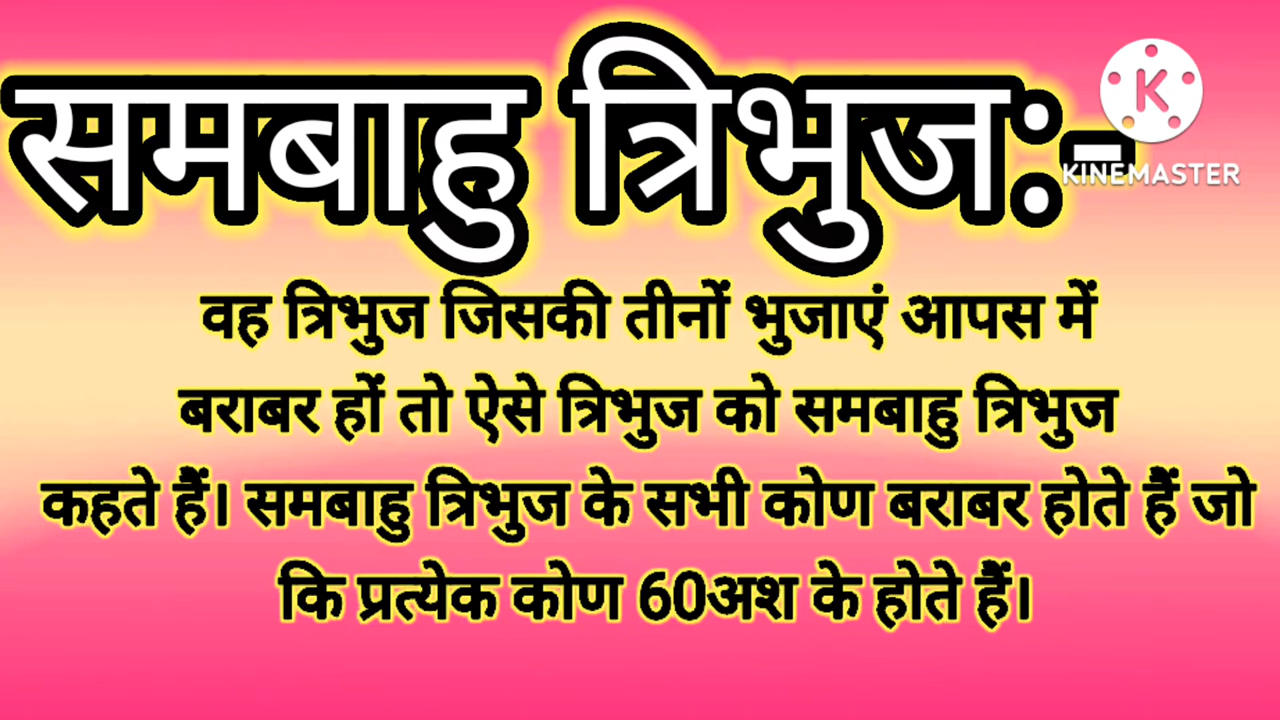 समबाहु त्रिभुज:-
K
KINEMASTER
वह त्रिभुज जिसकी तीनों भुजाएं आपस में
बराबर हों तो ऐसे त्रिभुज को समबाहु त्रिभुज
कहते हैं। समबाहु त्रिभुज के सभी कोण बराबर होते हैं जो
कि प्रत्येक कोण 60अश के होते हैं।